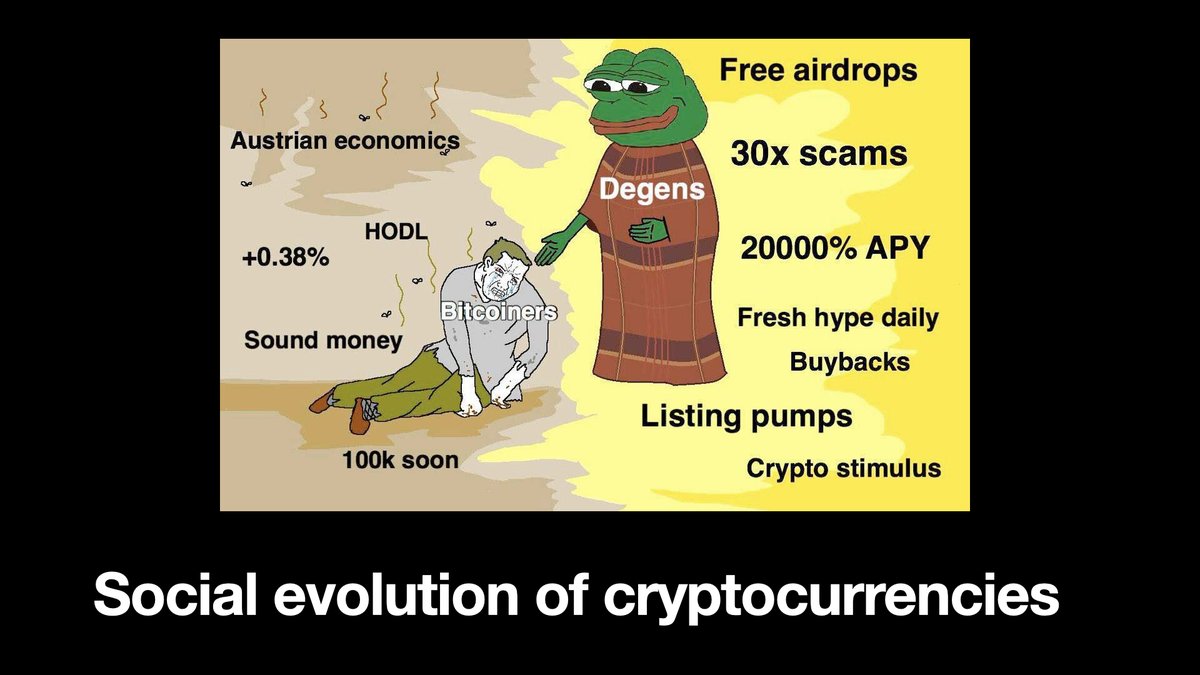 Free airdrops
Austrian economics
30x scams
Degens
HODL
+0.38%
20000% APY
Bitcoiners
Fresh hype daily
Sound money
Buybacks
Listing pumps
100k soon
Crypto stimulus
Social evolution of cryptocurrencies